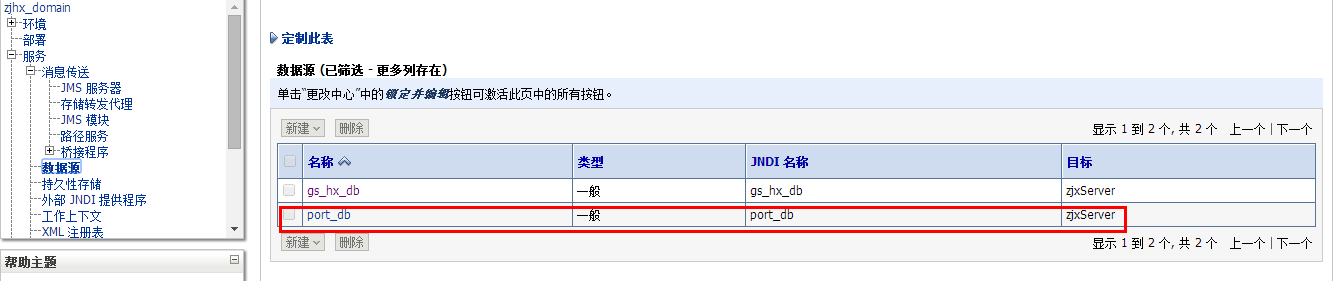 zjhx_domain
环境
部署
服务
消息传送
JMS 服务器
存储转发代理
JMS 模块
路径服务
桥接程序
数据源
持久性存储
外部 JNDI 提供程序
工作上下文
XML 注册表
帮助主题
定制此表
数据源 (已筛选 - 更多列存在)
单击“更改中心”中的锁定并编辑按钮可激活此页中的所有按钮。
新建 删除 显示 1 到 2 个, 共 2 个 上一个 | 下一个
名称 类型 JNDI 名称 目标
gs_hx_db 一般 gs_hx_db zjxServer
port_db 一般 port_db zjxServer
新建 删除 显示 1 到 2 个, 共 2 个 上一个 | 下一个